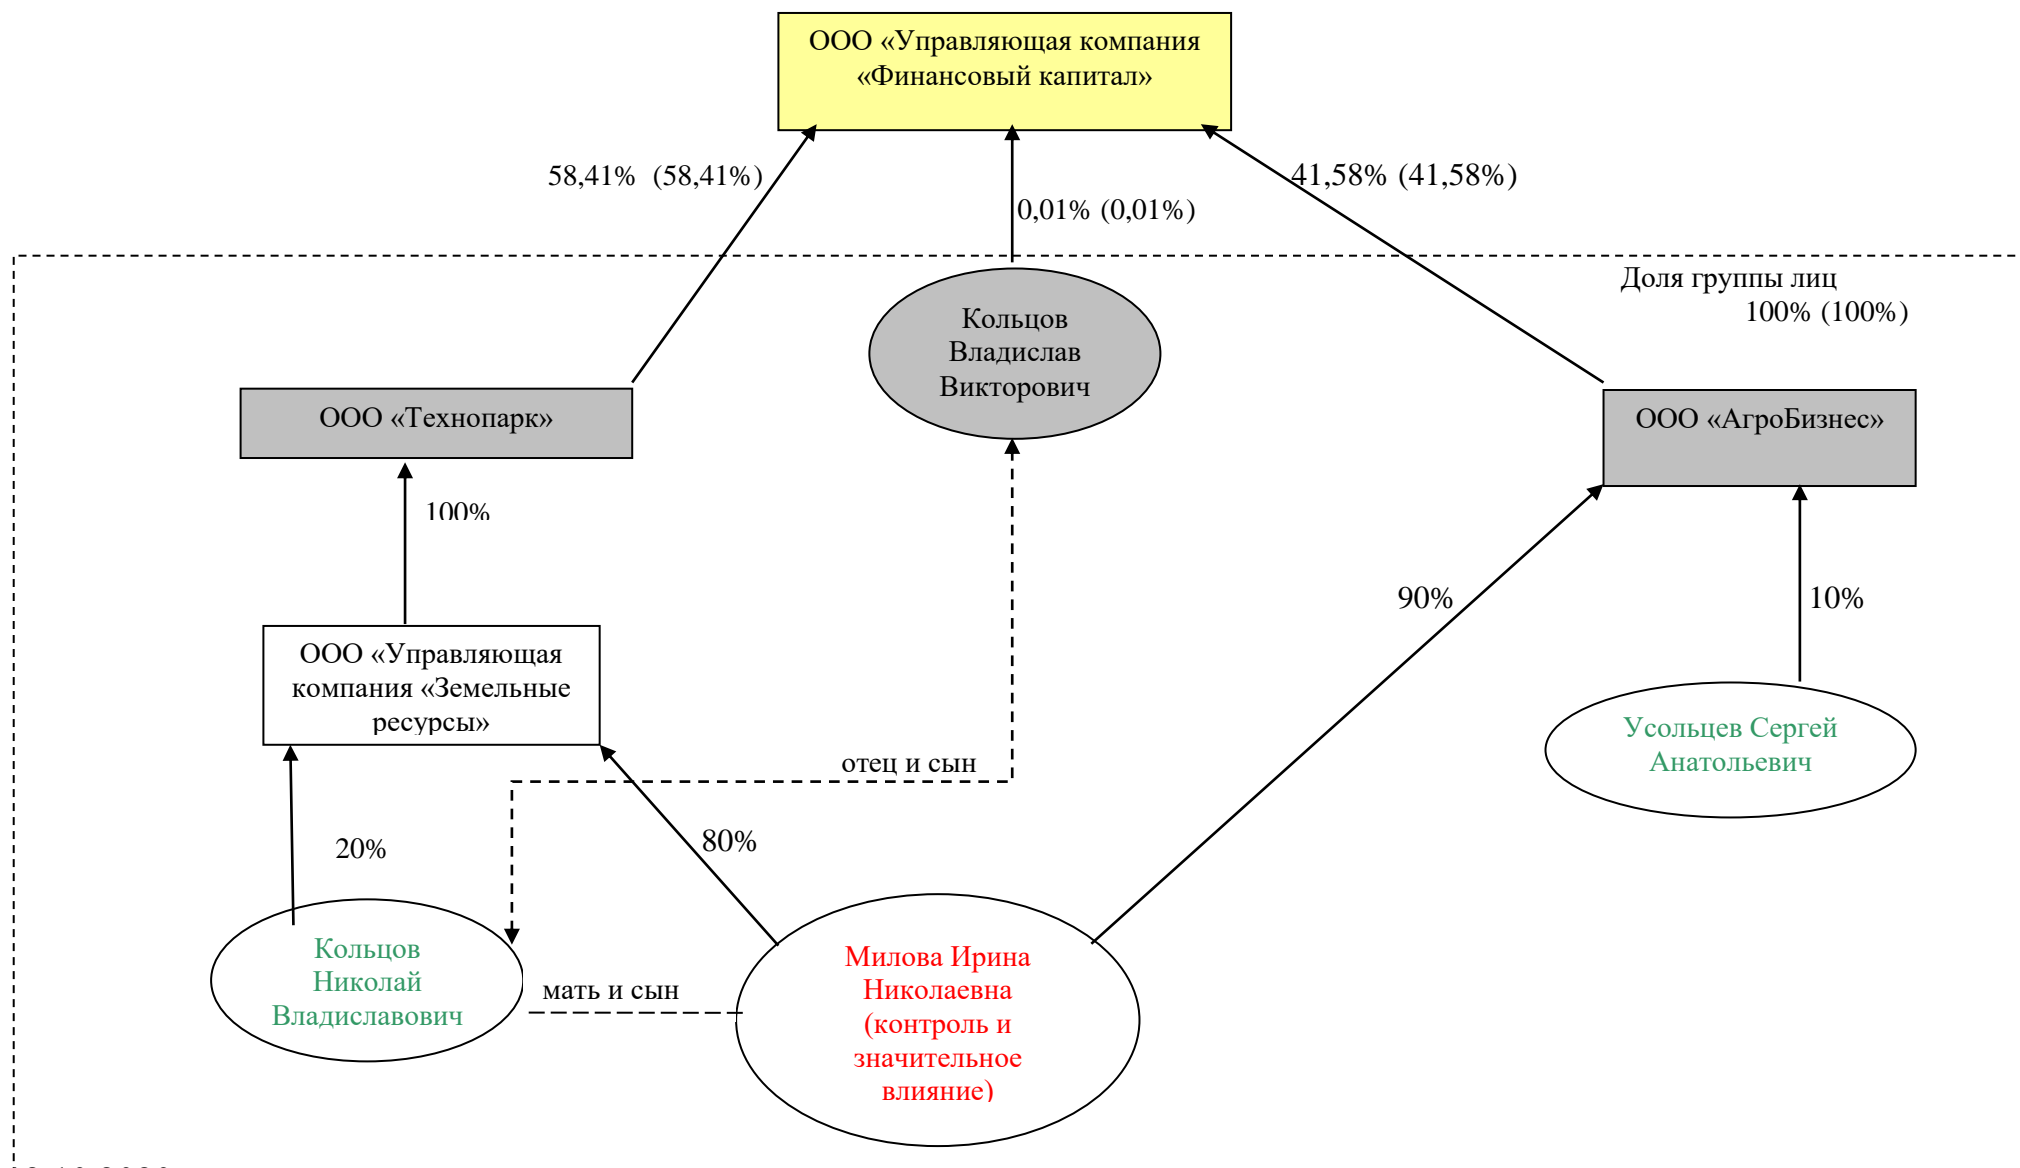 ООО «Управляющая компания
«Финансовый капитал»
58,41%  (58,41%)
41,58% (41,58%)
0,01% (0,01%)
Доля группы лиц
100% (100%)
Кольцов
Владислав
Викторович
ООО «Технопарк»
ООО «АгроБизнес»
100%
90%
10%
ООО «Управляющая
компания «Земельные
ресурсы»
Усольцев Сергей
Анатольевич
отец и сын
20%
80%
Кольцов
Николай
Владиславович
мать и сын
Милова Ирина
Николаевна
(контроль и
значительное
влияние)